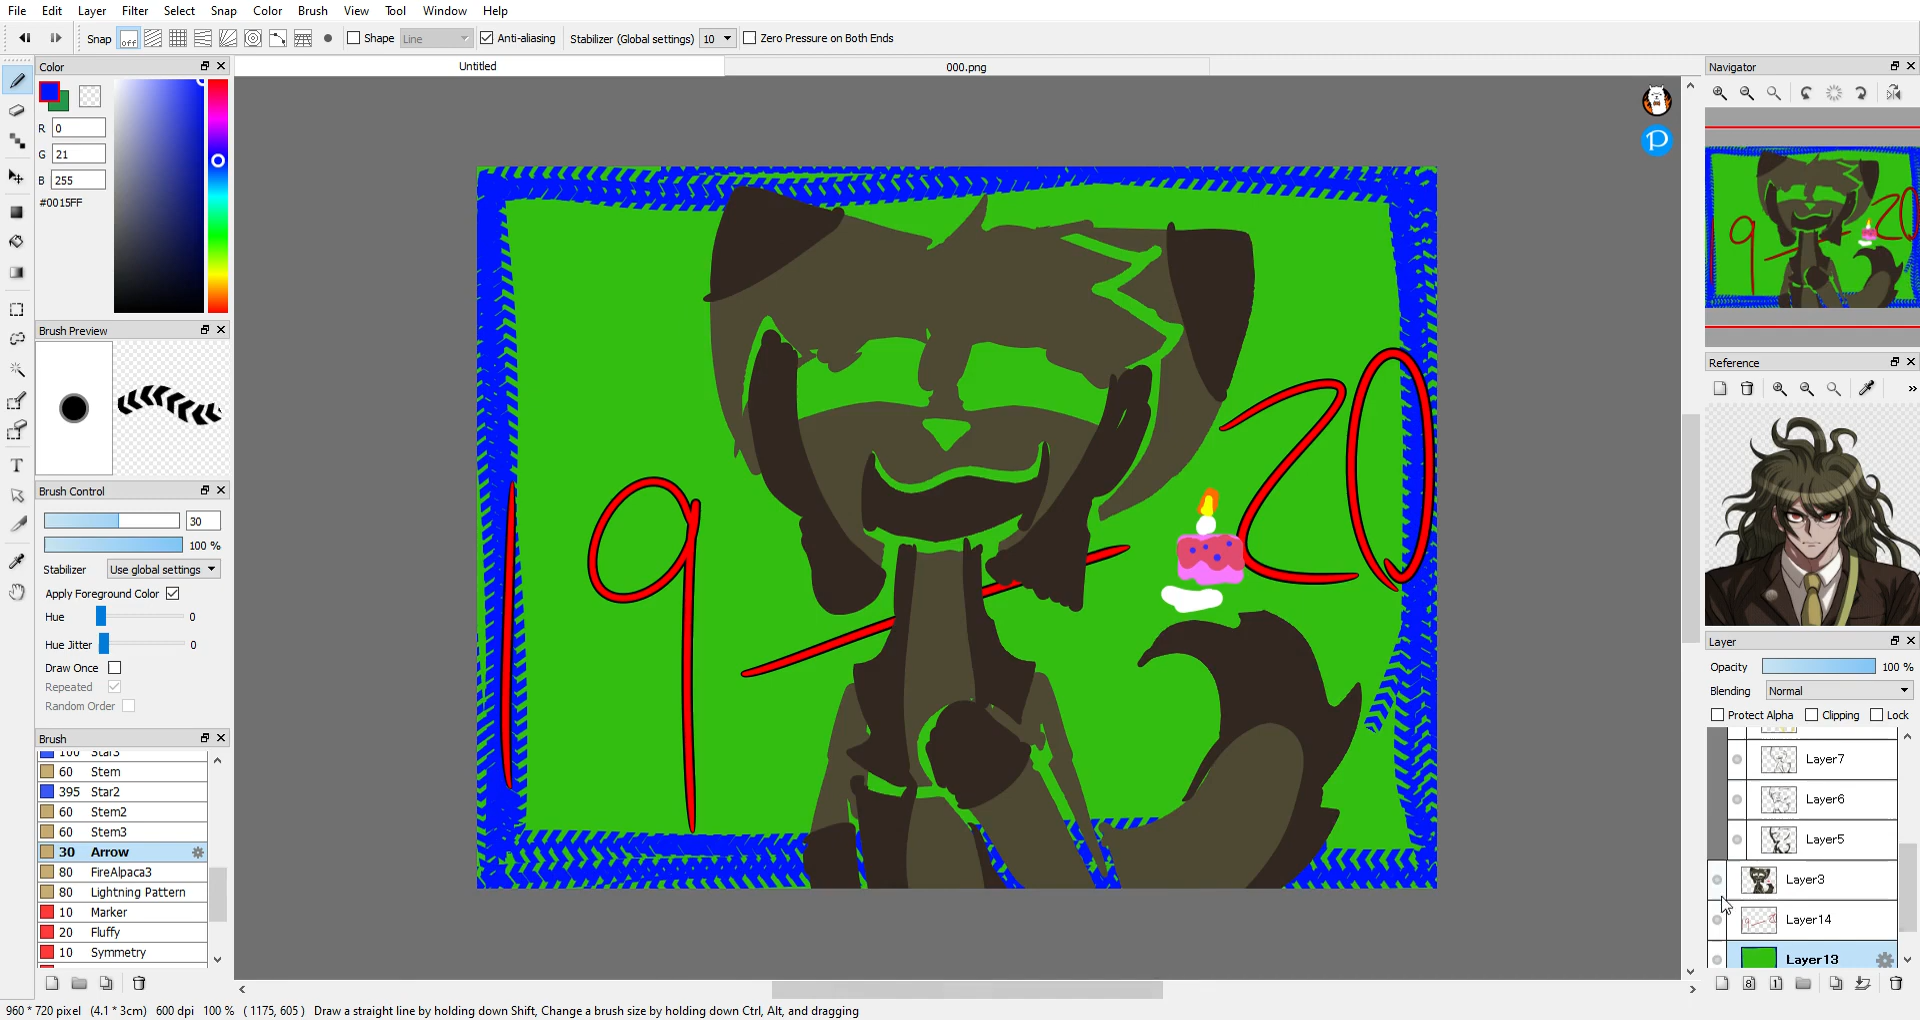 File Edit Layer Filter Select Snap Color Brush View Tool Window Help
Snap off Shape Line Anti-aliasing Stabilizer (Global settings) 10 Zero Pressure on Both Ends
Color
Untitled
000.png
Navigator
R 0
G 21
B 255
#0015FF
Brush Preview
Reference
Brush Control
30
100 %
Stabilizer Use global settings
Apply Foreground Color
Hue 0
Hue Jitter 0
Draw Once
Repeated
Random Order
19 - 20
Layer
Opacity 100 %
Blending Normal
Protect Alpha Clipping Lock
Layer7
Layer6
Layer5
Layer3
Layer14
Layer13
Brush
100 Star3
60 Stem
395 Star2
60 Stem2
60 Stem3
30 Arrow
80 FireAlpaca3
80 Lightning Pattern
10 Marker
20 Fluffy
10 Symmetry
960 * 720 pixel (4.1 * 3cm) 600 dpi 100 % ( 1175, 605 ) Draw a straight line by holding down Shift, Change a brush size by holding down Ctrl, Alt, and dragging